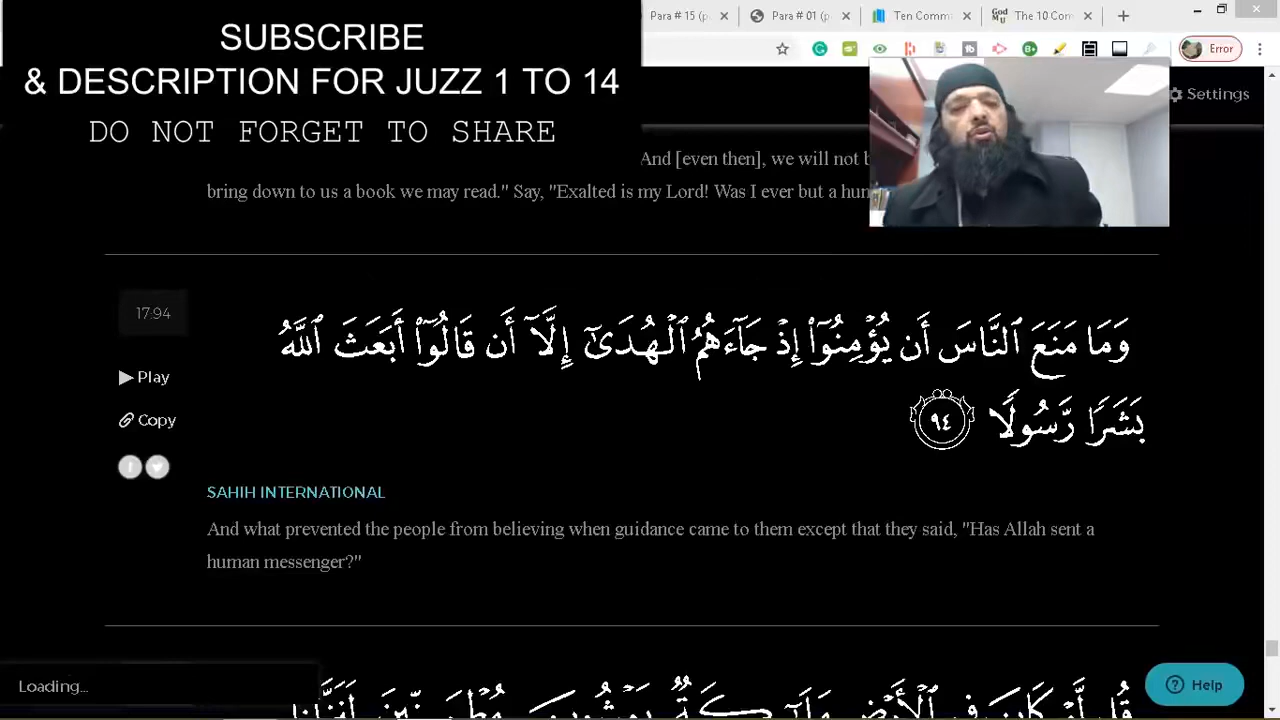 SUBSCRIBE
& DESCRIPTION FOR JUZZ 1 TO 14
DO NOT FORGET TO SHARE
Para # 15 (p
Para # 01 (p
Ten Comm
The 10 Com
Error
Settings
And [even then], we will not b
bring down to us a book we may read." Say, "Exalted is my Lord! Was I ever but a hum
17:94
Play
Copy
وَمَا مَنَعَ ٱلنَّاسَ أَن يُؤْمِنُوٓا۟ إِذْ جَآءَهُمُ ٱلْهُدَىٰٓ إِلَّآ أَن قَالُوٓا۟ أَبَعَثَ ٱللَّهُ
بَشَرًا رَّسُولًا ٩٤
SAHIH INTERNATIONAL
And what prevented the people from believing when guidance came to them except that they said, "Has Allah sent a
human messenger?"
Loading...
Help